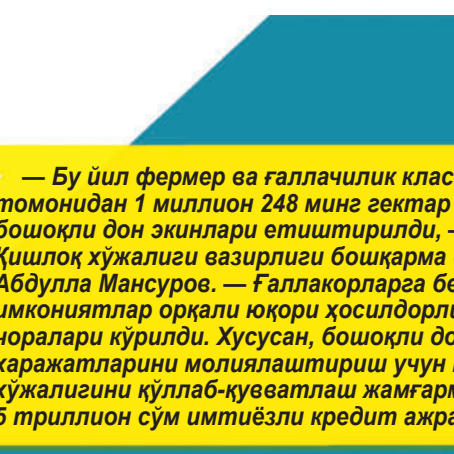 — Бу йил фермер ва ғаллачилик клас
томонидан 1 миллион 248 минг гектар
бошоқли дон экинлари етиштирилди, –
Қишлоқ хўжалиги вазирлиги бошқарма
Абдулла Мансуров. — Ғаллакорларга бе
имкониятлар орқали юқори ҳосилдорли
чоралари кўрилди. Хусусан, бошоқли до
харажатларини молиялаштириш учун
хўжалигини қўллаб-қувватлаш жамғарм
5 триллион сўм имтиёзли кредит ажра